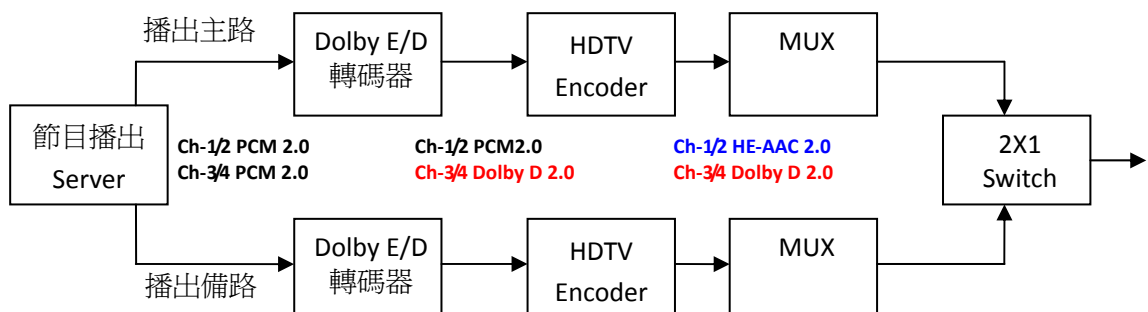 播出主路
Dolby E/D
轉碼器
HDTV
Encoder
MUX
節目播出
Server
Ch-1/2 PCM 2.0
Ch-3/4 PCM 2.0
Ch-1/2 PCM2.0
Ch-3/4 Dolby D 2.0
Ch-1/2 HE-AAC 2.0
Ch-3/4 Dolby D 2.0
2X1
Switch
播出備路
Dolby E/D
轉碼器
HDTV
Encoder
MUX